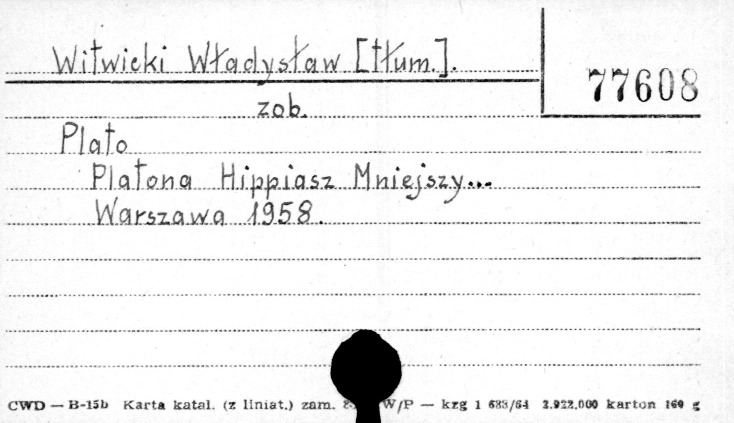 Witwicki Władysław [tłum.].
77608
zob.
Plato
Platona Hippiasz Mniejszy...
Warszawa 1958.
CWD — B-15b Karta katal. (z liniat.) zam. W/P — kzg 1 683/64 2.922,000 karton 160 g